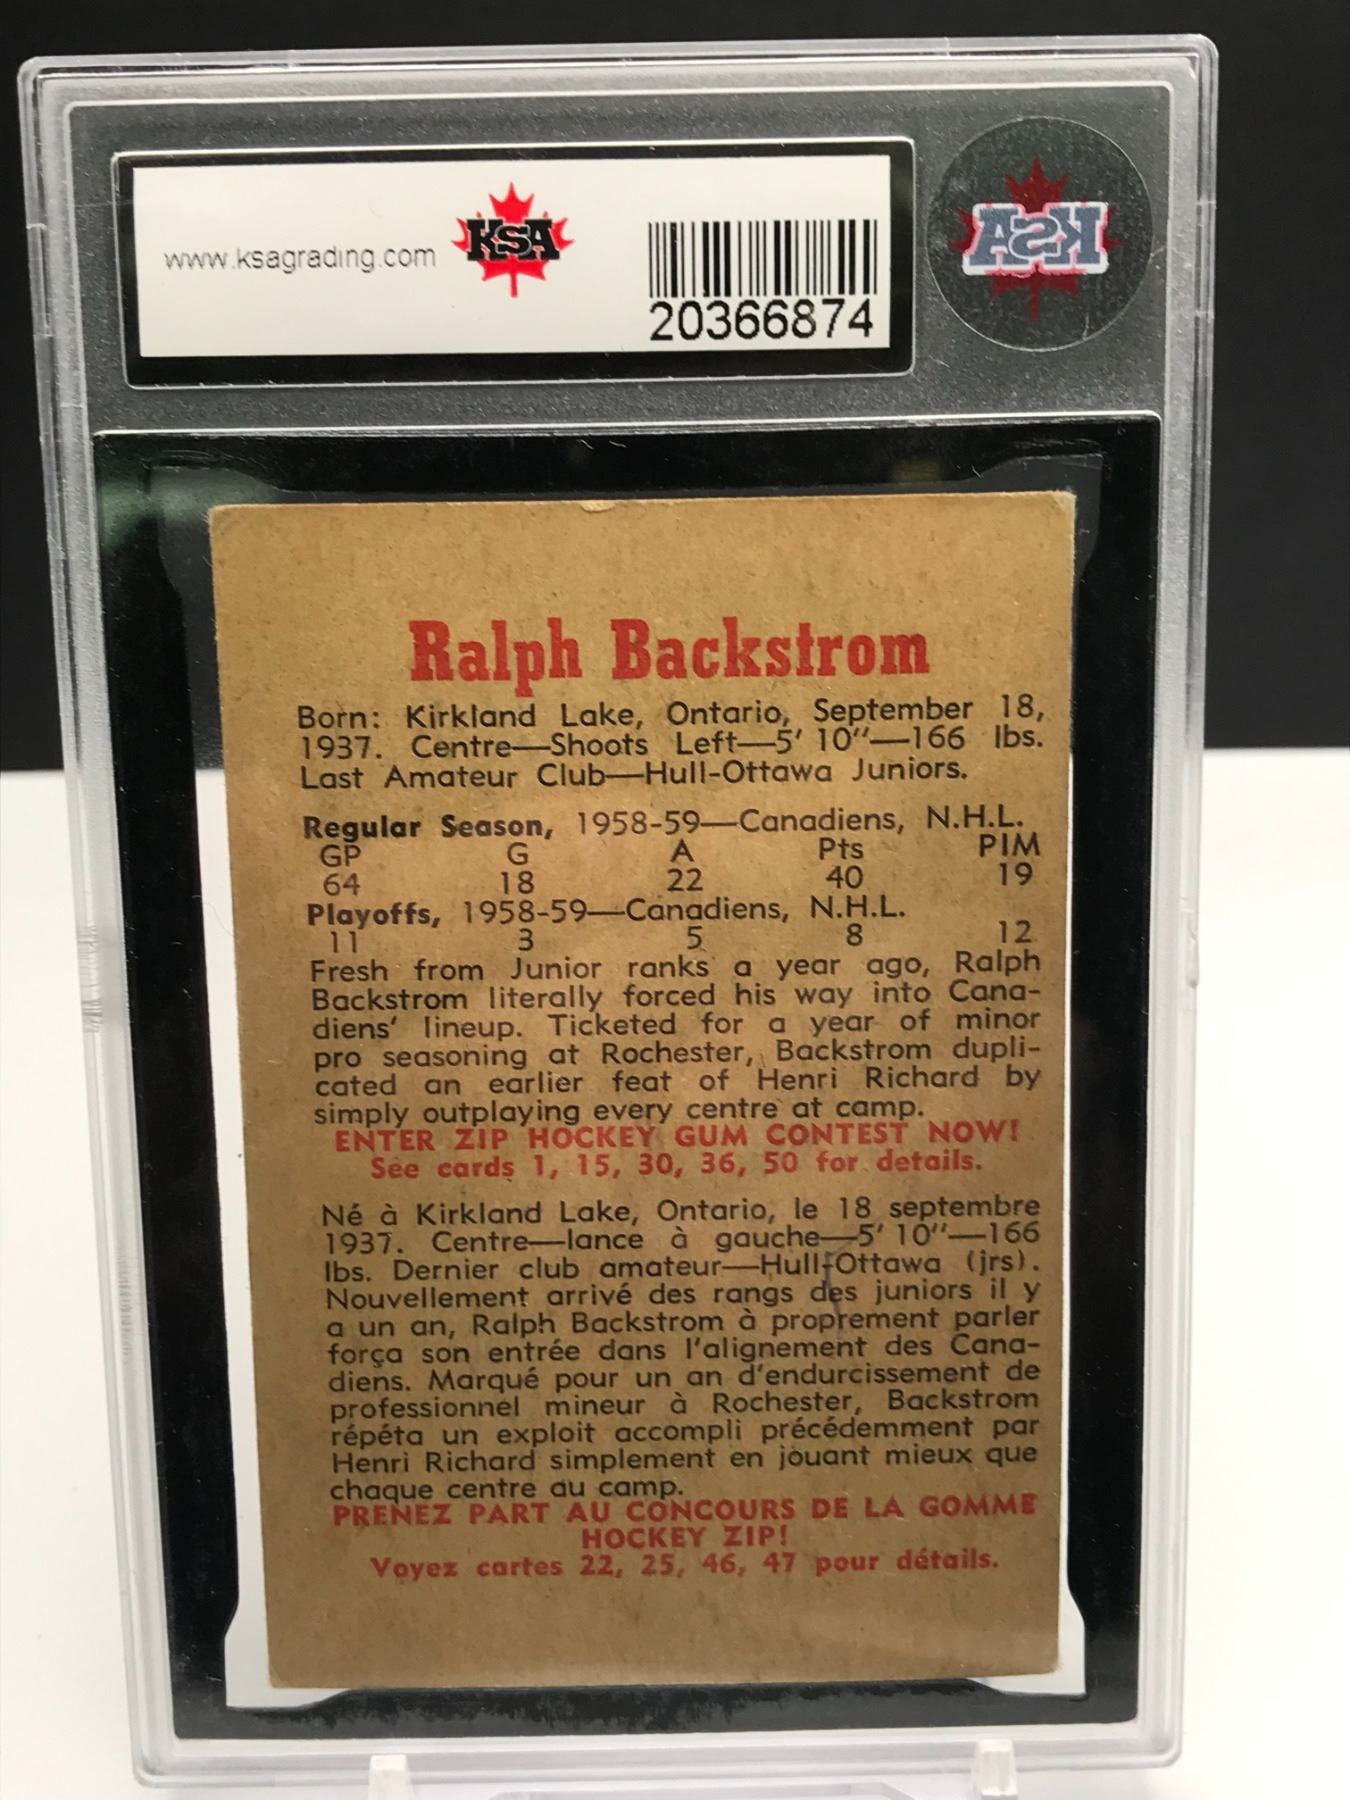 www.ksagrading.com
KSA
20366874
KSA
Ralph Backstrom
Born: Kirkland Lake, Ontario, September 18,
1937. Centre—Shoots Left—5' 10"—166 lbs.
Last Amateur Club—Hull-Ottawa Juniors.
Regular Season, 1958-59—Canadiens, N.H.L.
GP G A Pts PIM
64 18 22 40 19
Playoffs, 1958-59—Canadiens, N.H.L.
11 3 5 8 12
Fresh from Junior ranks a year ago, Ralph
Backstrom literally forced his way into Cana-
diens' lineup. Ticketed for a year of minor
pro seasoning at Rochester, Backstrom dupli-
cated an earlier feat of Henri Richard by
simply outplaying every centre at camp.
ENTER ZIP HOCKEY GUM CONTEST NOW!
See cards 1, 15, 30, 36, 50 for details.
Né à Kirkland Lake, Ontario, le 18 septembre
1937. Centre—lance à gauche—5' 10"—166
lbs. Dernier club amateur—Hull-Ottawa (jrs).
Nouvellement arrivé des rangs des juniors il y
a un an, Ralph Backstrom à proprement parler
força son entrée dans l'alignement des Cana-
diens. Marqué pour un an d'endurcissement de
professionnel mineur à Rochester, Backstrom
répéta un exploit accompli précédemment par
Henri Richard simplement en jouant mieux que
chaque centre au camp.
PRENEZ PART AU CONCOURS DE LA GOMME
HOCKEY ZIP!
Voyez cartes 22, 25, 46, 47 pour détails.